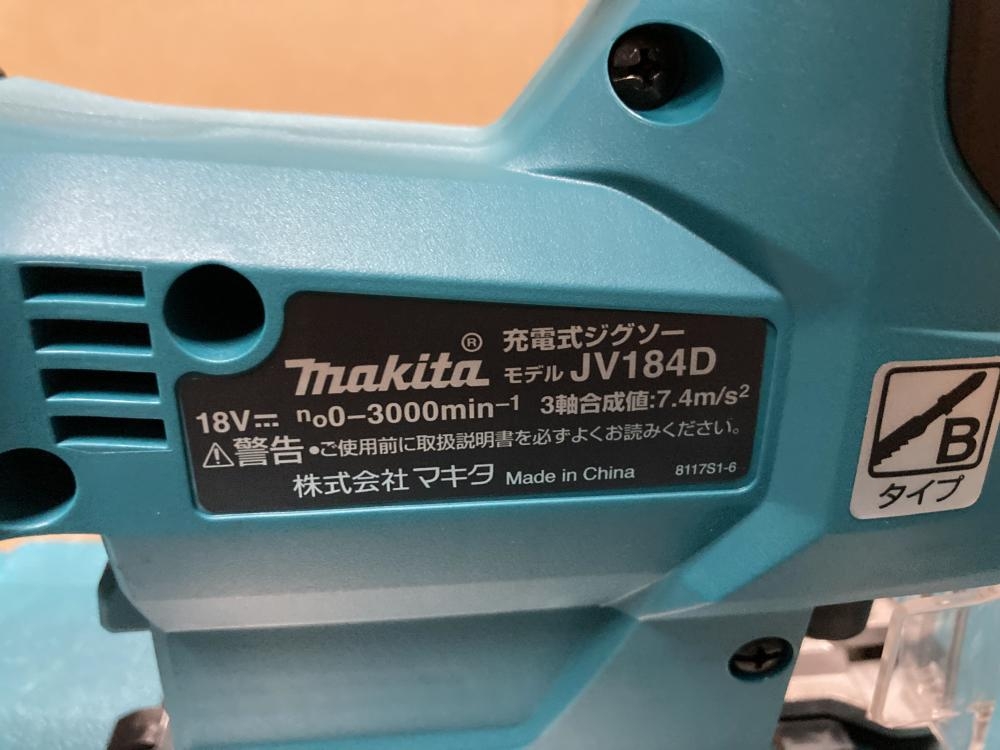 makita® 充電式ジグソー
モデル JV184D
18V⎓ n₀0-3000min⁻¹ 3軸合成値:7.4m/s²
⚠警告•ご使用前に取扱説明書を必ずよくお読みください。
株式会社 マキタ Made in China 8117S1-6
B
タイプ